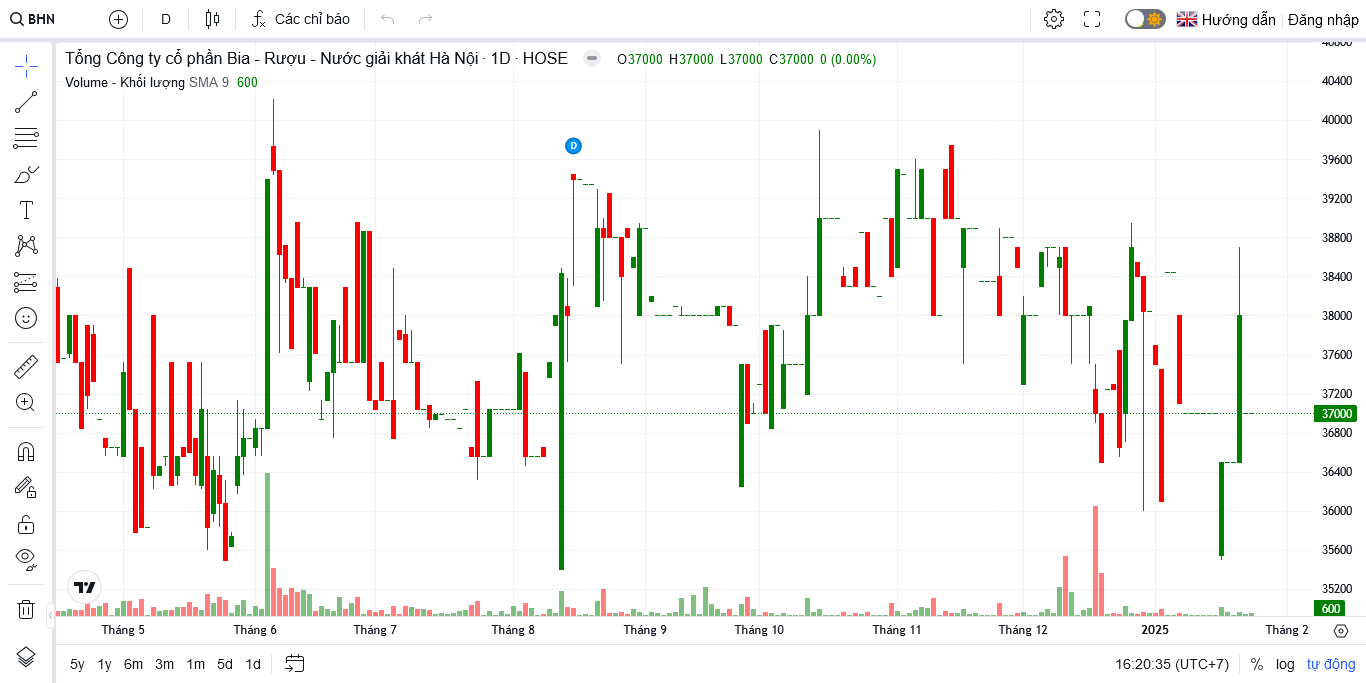 BHN D Các chỉ báo Hướng dẫn Đăng nhập
Tổng Công ty cổ phần Bia - Rượu - Nước giải khát Hà Nội · 1D · HOSE O37000 H37000 L37000 C37000 0 (0.00%)
Volume - Khối lượng SMA 9 600
40800
40400
40000
D
39600
39200
38800
38400
38000
37600
37200
37000
36800
36400
36000
35600
35200
600
Tháng 5 Tháng 6 Tháng 7 Tháng 8 Tháng 9 Tháng 10 Tháng 11 Tháng 12 2025 Tháng 2
5y 1y 6m 3m 1m 5d 1d 16:20:35 (UTC+7) % log tự động